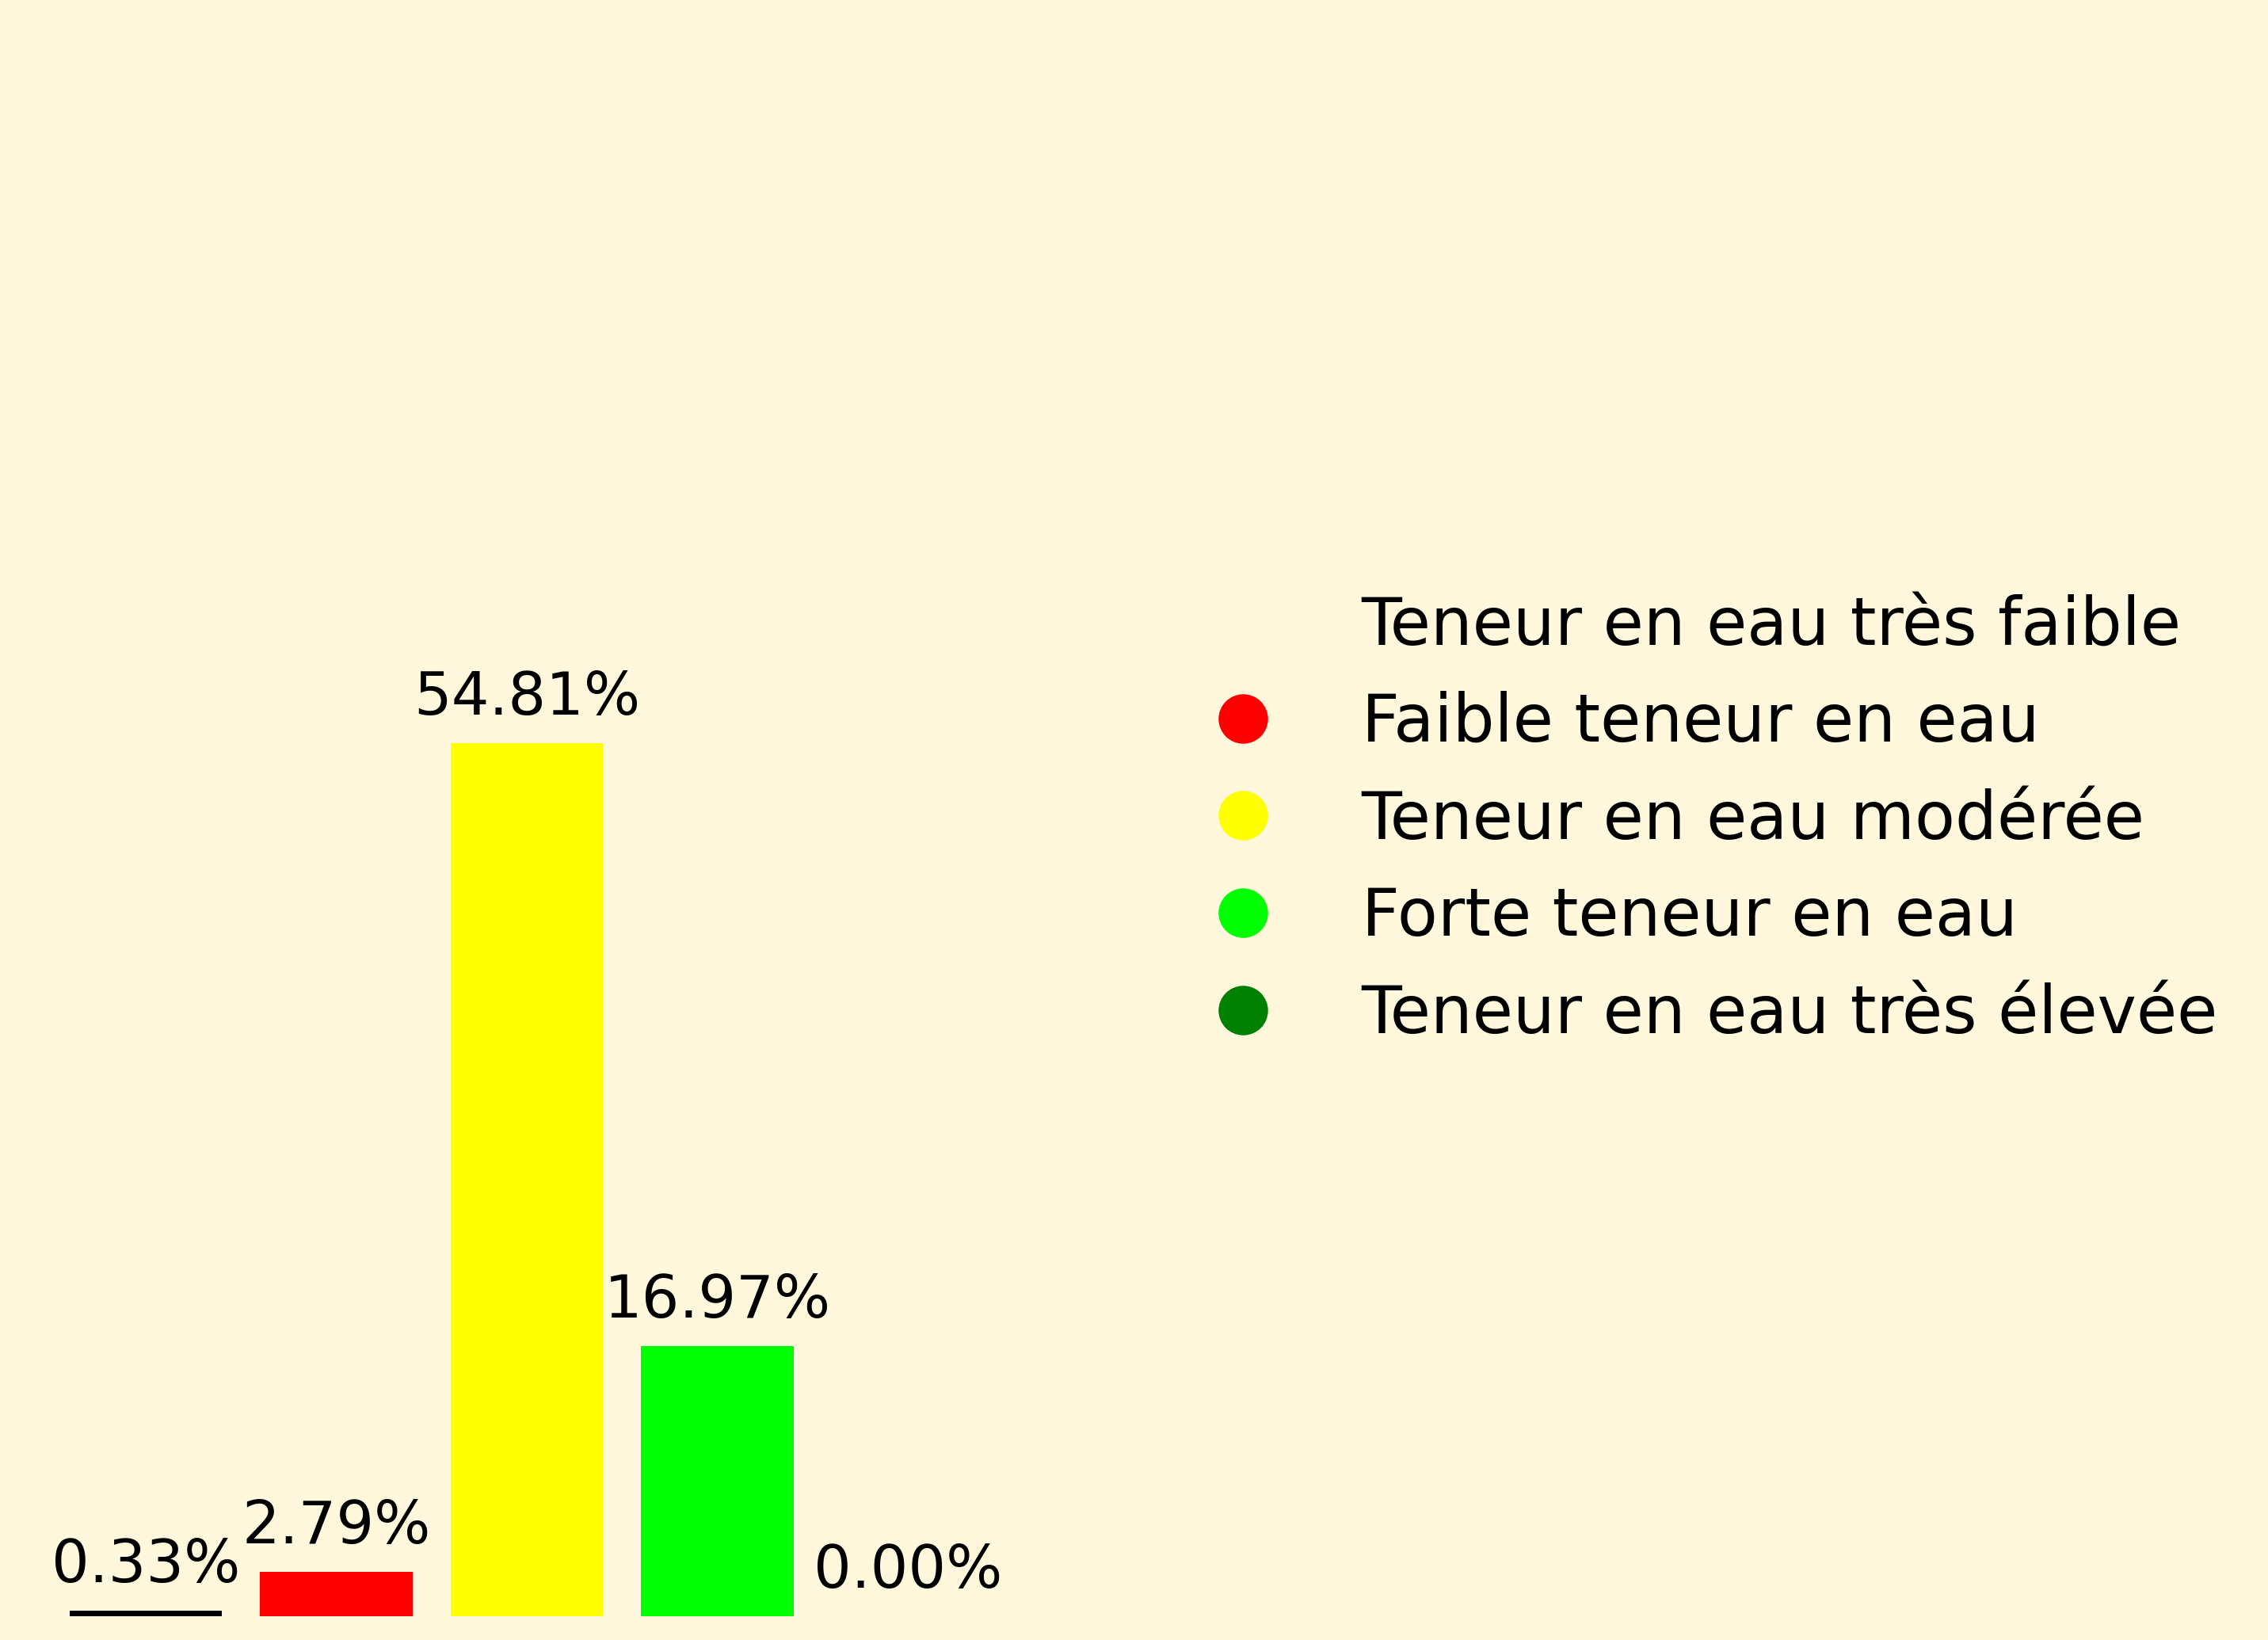 54.81%
16.97%
2.79%
0.33%
0.00%
Teneur en eau très faible
Faible teneur en eau
Teneur en eau modérée
Forte teneur en eau
Teneur en eau très élevée